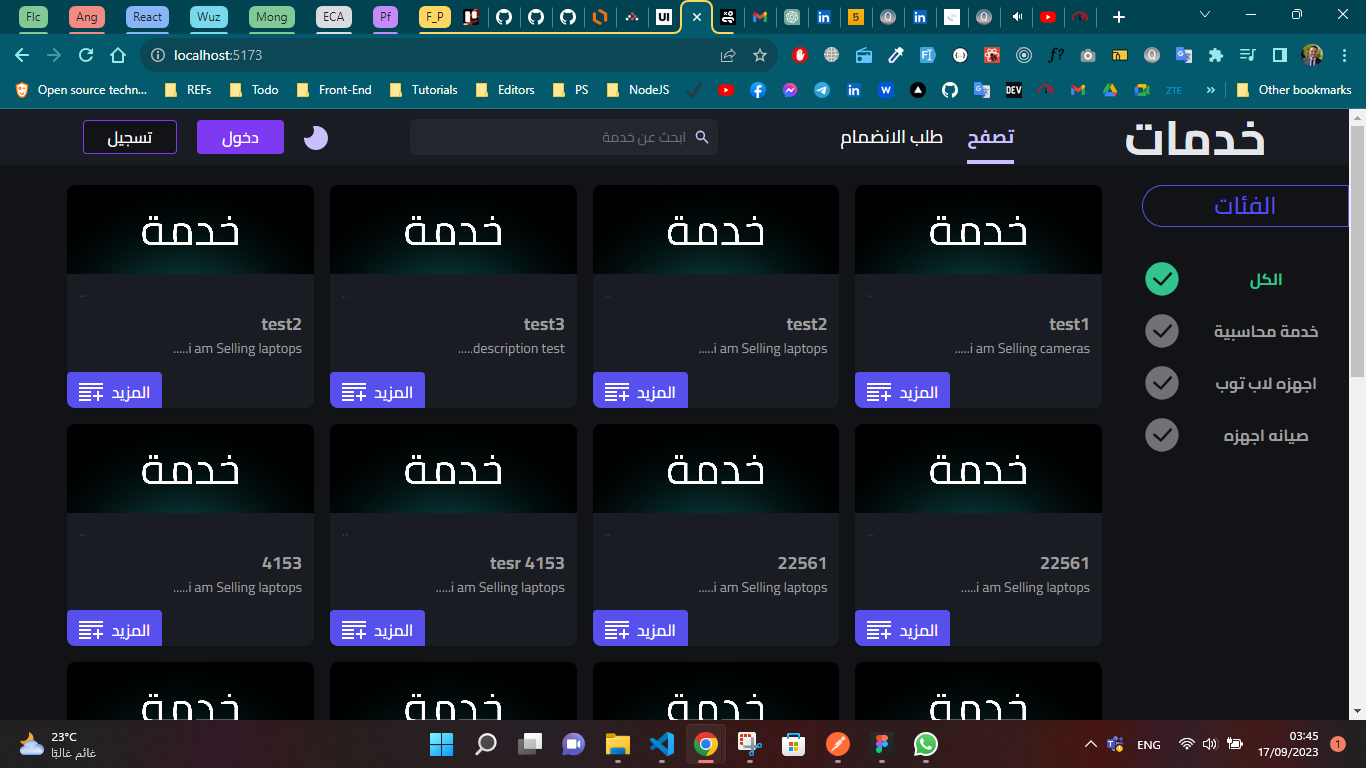 Flc Ang React Wuz Mong ECA Pf F_P
localhost:5173
Open source techn... REFs Todo Front-End Tutorials Editors PS NodeJS DEV ZTE » Other bookmarks
خدمات
تصفح طلب الانضمام
ابحث عن خدمة
دخول تسجيل
الفئات
الكل
خدمة محاسبية
اجهزه لاب توب
صيانه اجهزه
خدمة خدمة خدمة خدمة
.. .. .. ..
test1 test2 test3 test2
i am Selling cameras..... i am Selling laptops..... description test..... i am Selling laptops.....
المزيد المزيد المزيد المزيد
خدمة خدمة خدمة خدمة
.. .. .. ..
22561 22561 tesr 4153 4153
i am Selling laptops..... i am Selling laptops..... i am Selling laptops..... i am Selling laptops.....
المزيد المزيد المزيد المزيد
خدمة خدمة خدمة خدمة
23°C
غائم غالبًا
ENG
03:45
17/09/2023
1